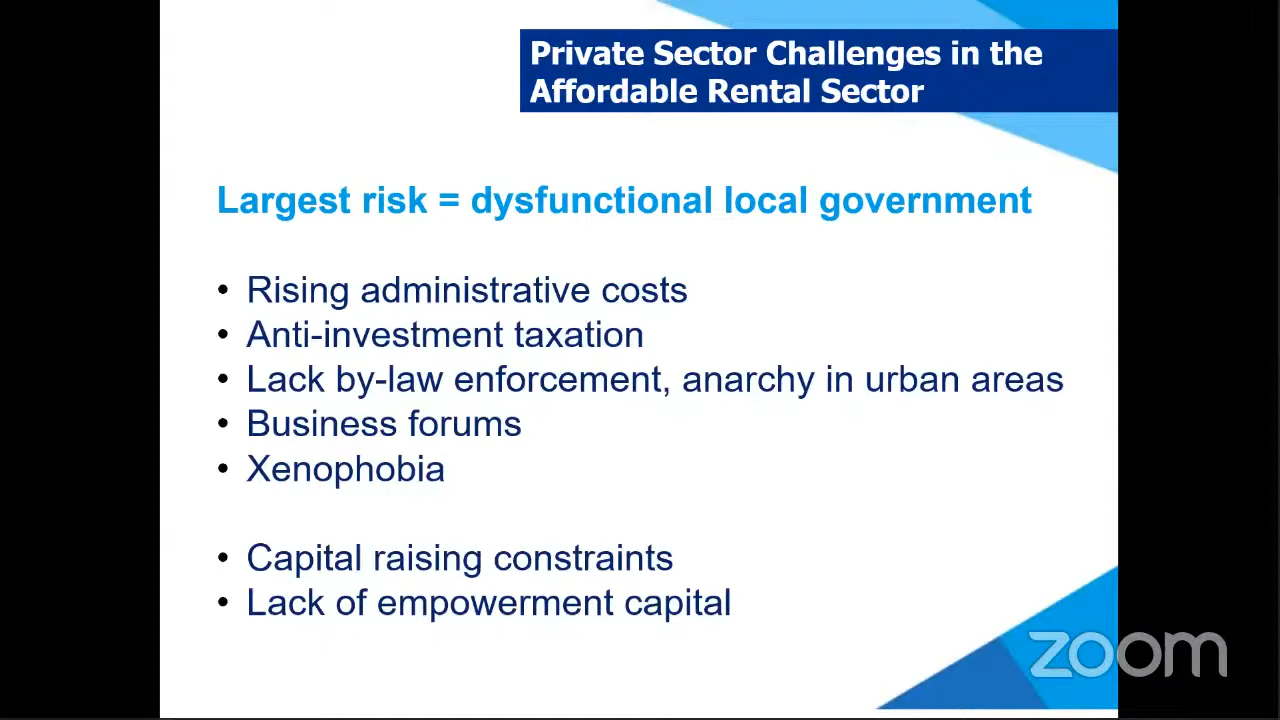 Private Sector Challenges in the
Affordable Rental Sector
Largest risk = dysfunctional local government
• Rising administrative costs
• Anti-investment taxation
• Lack by-law enforcement, anarchy in urban areas
• Business forums
• Xenophobia
• Capital raising constraints
• Lack of empowerment capital
zoom